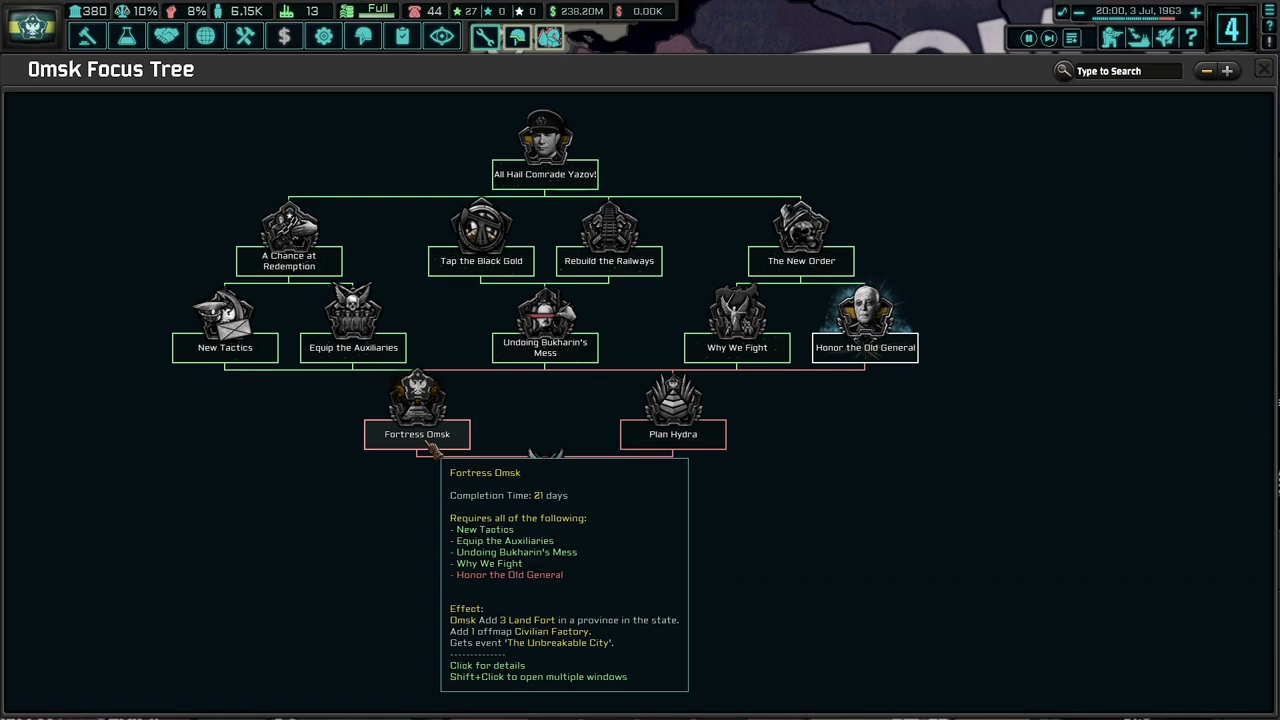 380 10% 8% 6.15K 13 Full 44 27 0 0 $ 238.20M $ 0.00K
20:00, 3 Jul, 1963
4
Omsk Focus Tree
Type to Search
All Hail Comrade Yazov!
A Chance at
Redemption
Tap the Black Gold
Rebuild the Railways
The New Order
New Tactics
Equip the Auxiliaries
Undoing Bukharin's
Mess
Why We Fight
Honor the Old General
Fortress Omsk
Plan Hydra
Fortress Omsk
Completion Time: 21 days
Requires all of the following:
- New Tactics
- Equip the Auxiliaries
- Undoing Bukharin's Mess
- Why We Fight
- Honor the Old General
Effect:
Omsk Add 3 Land Fort in a province in the state.
Add 1 offmap Civilian Factory.
Gets event 'The Unbreakable City'.
--------------
Click for details
Shift+Click to open multiple windows